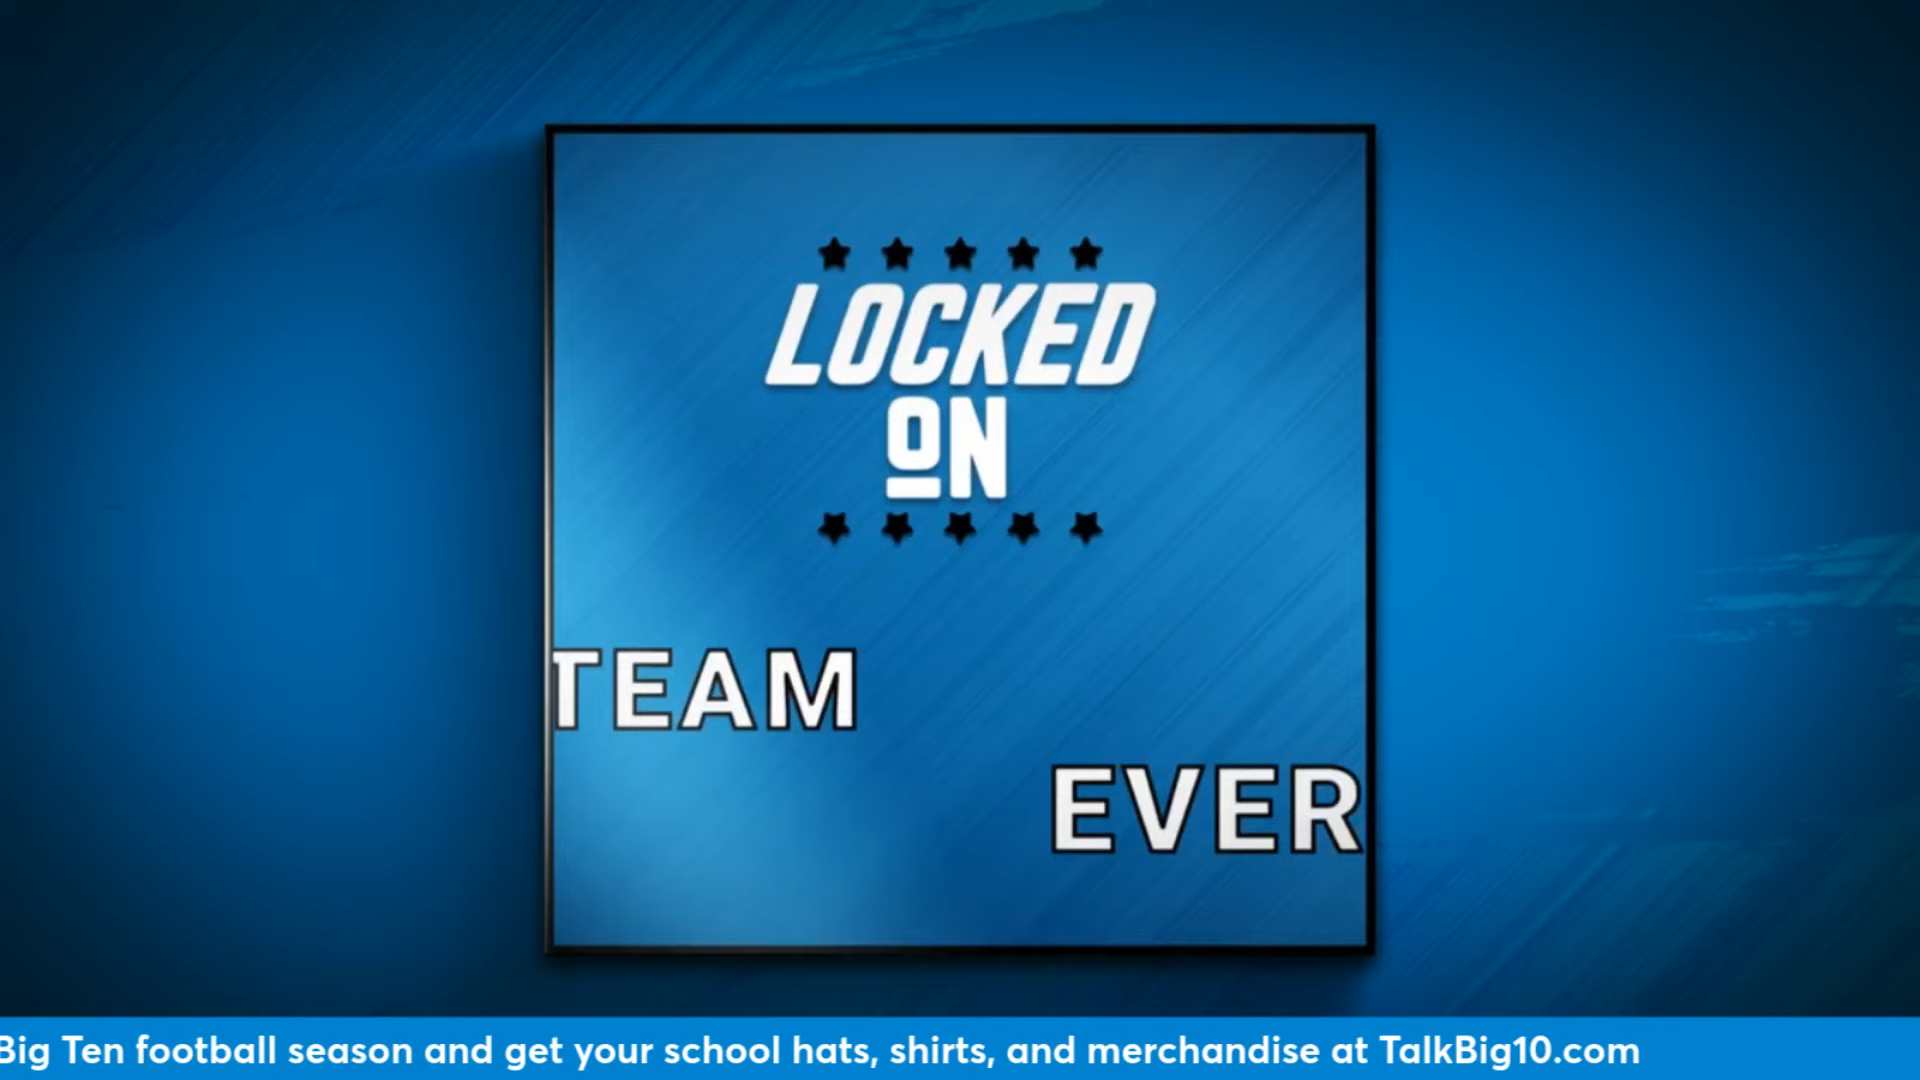 LOCKED
ON
TEAM
EVER
Big Ten football season and get your school hats, shirts, and merchandise at TalkBig10.com